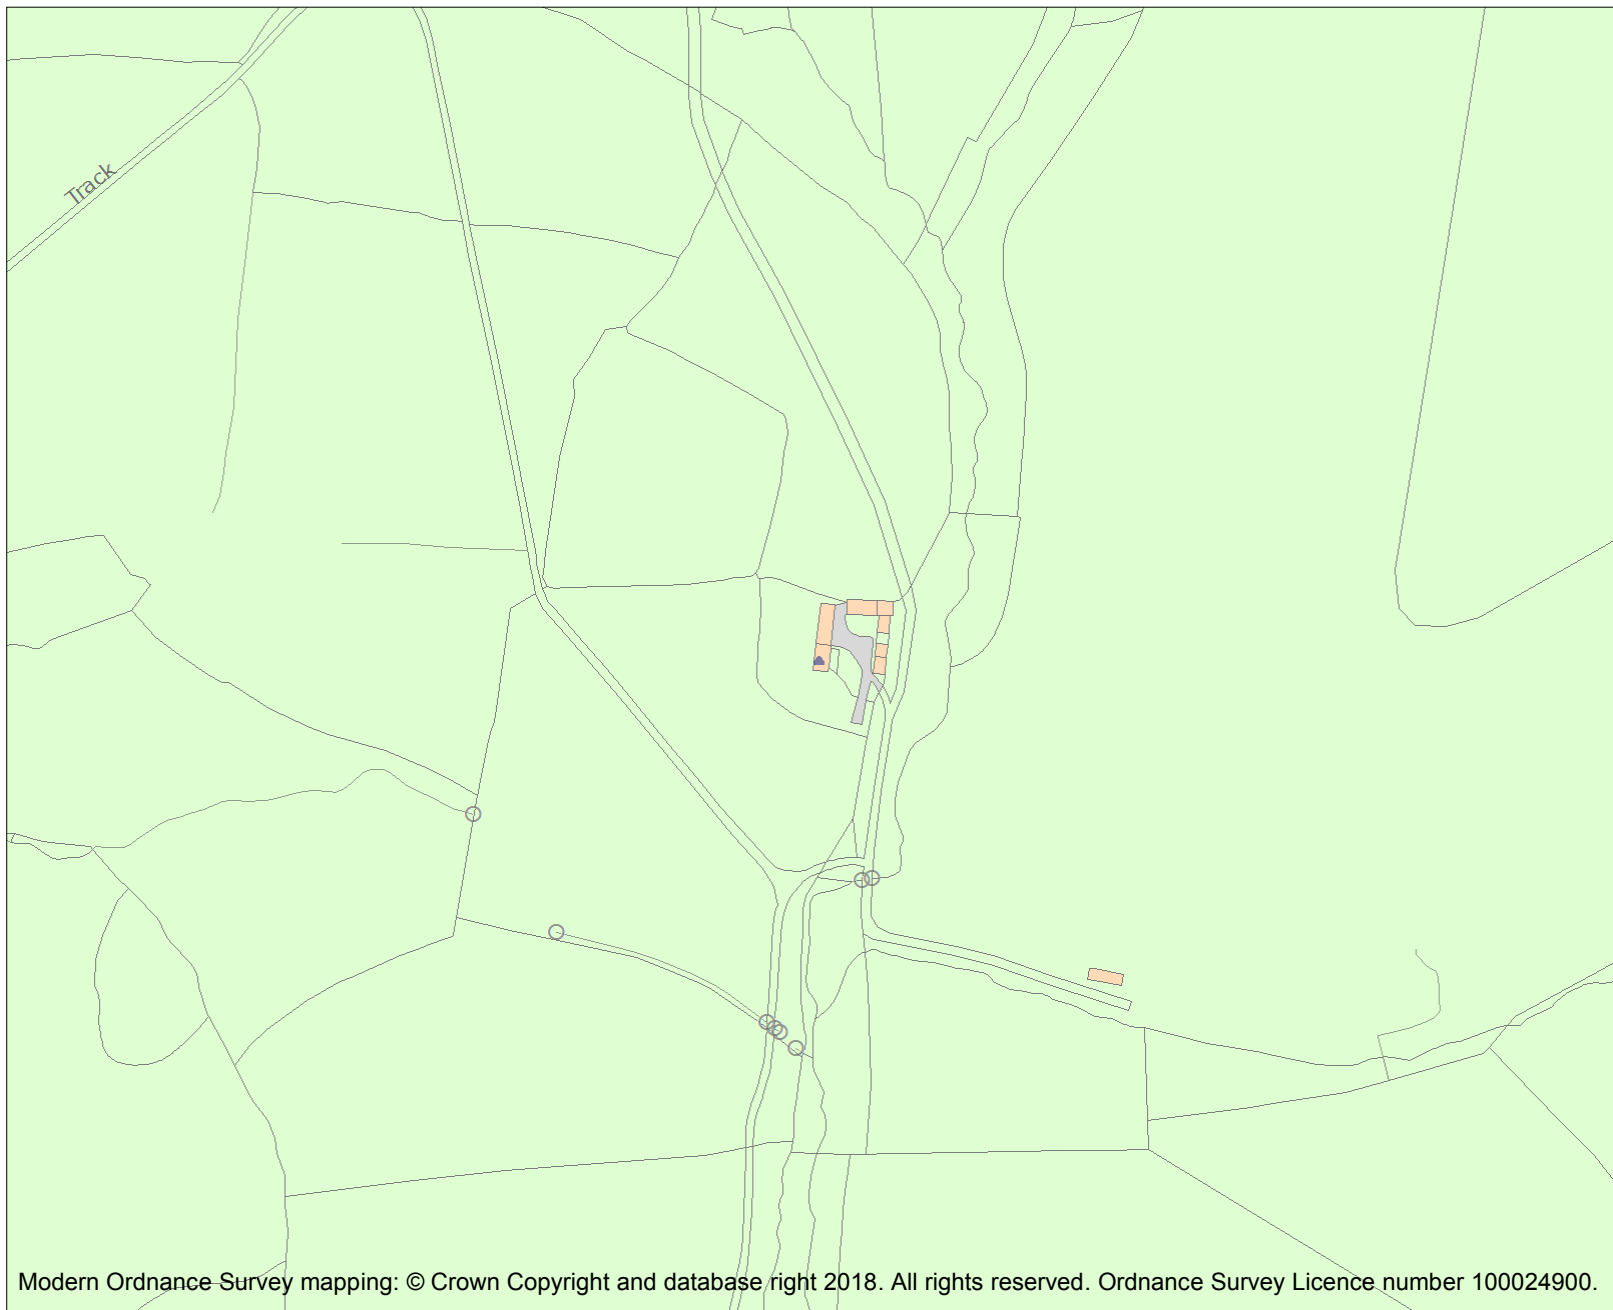 Track
Modern Ordnance Survey mapping: © Crown Copyright and database right 2018. All rights reserved. Ordnance Survey Licence number 100024900.